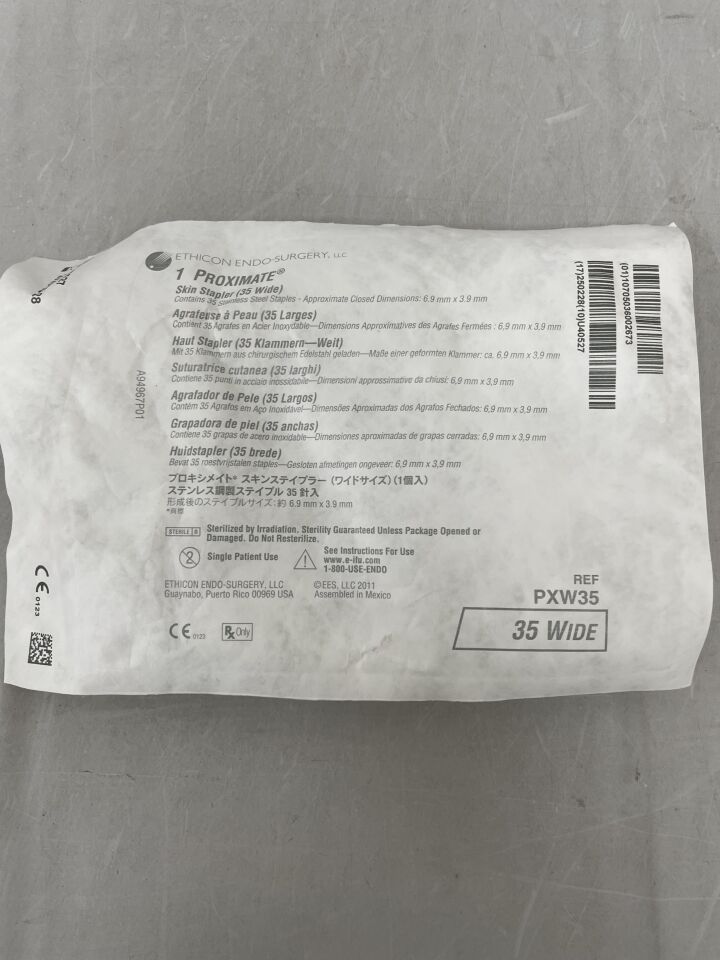 ETHICON ENDO-SURGERY, LLC
1 PROXIMATE®
Skin Stapler (35 Wide)
Contains 35 Stainless Steel Staples - Approximate Closed Dimensions: 6.9 mm x 3.9 mm
Agrafeuse à Peau (35 Larges)
Contient 35 Agrafes en Acier Inoxydable—Dimensions Approximatives des Agrafes Fermées : 6,9 mm x 3,9 mm
Haut Stapler (35 Klammern—Weit)
Mit 35 Klammern aus chirurgischem Edelstahl geladen—Maße einer geformten Klammer: ca. 6,9 mm x 3,9 mm
Suturatrice cutanea (35 larghi)
Contiene 35 punti in acciaio inossidabile—Dimensioni approssimative da chiusi: 6,9 mm x 3,9 mm
Agrafador de Pele (35 Largos)
Contém 35 Agrafos em Aço Inoxidável—Dimensões Aproximadas dos Agrafos Fechados: 6,9 mm x 3,9 mm
Grapadora de piel (35 anchas)
Contiene 35 grapas de acero inoxidable—Dimensiones aproximadas de grapas cerradas: 6,9 mm x 3,9 mm
Huidstapler (35 brede)
Bevat 35 roestvrijstalen staples—Gesloten afmetingen ongeveer: 6,9 mm x 3,9 mm
プロキシメイト* スキンステイプラー (ワイドサイズ) (1個入)
ステンレス鋼製ステイプル 35 針入
形成後のステイプルサイズ: 約 6.9 mm x 3.9 mm
*商標
STERILE R
Sterilized by Irradiation. Sterility Guaranteed Unless Package Opened or
Damaged. Do Not Resterilize.
2
Single Patient Use
See Instructions For Use
www.e-ifu.com
1-800-USE-ENDO
ETHICON ENDO-SURGERY, LLC
Guaynabo, Puerto Rico 00969 USA
©EES, LLC 2011
Assembled in Mexico
CE 0123
Rx Only
REF
PXW35
35 WIDE
(01)10705036002673
(17)250228(10)U40527
A94967P01
CE 0123